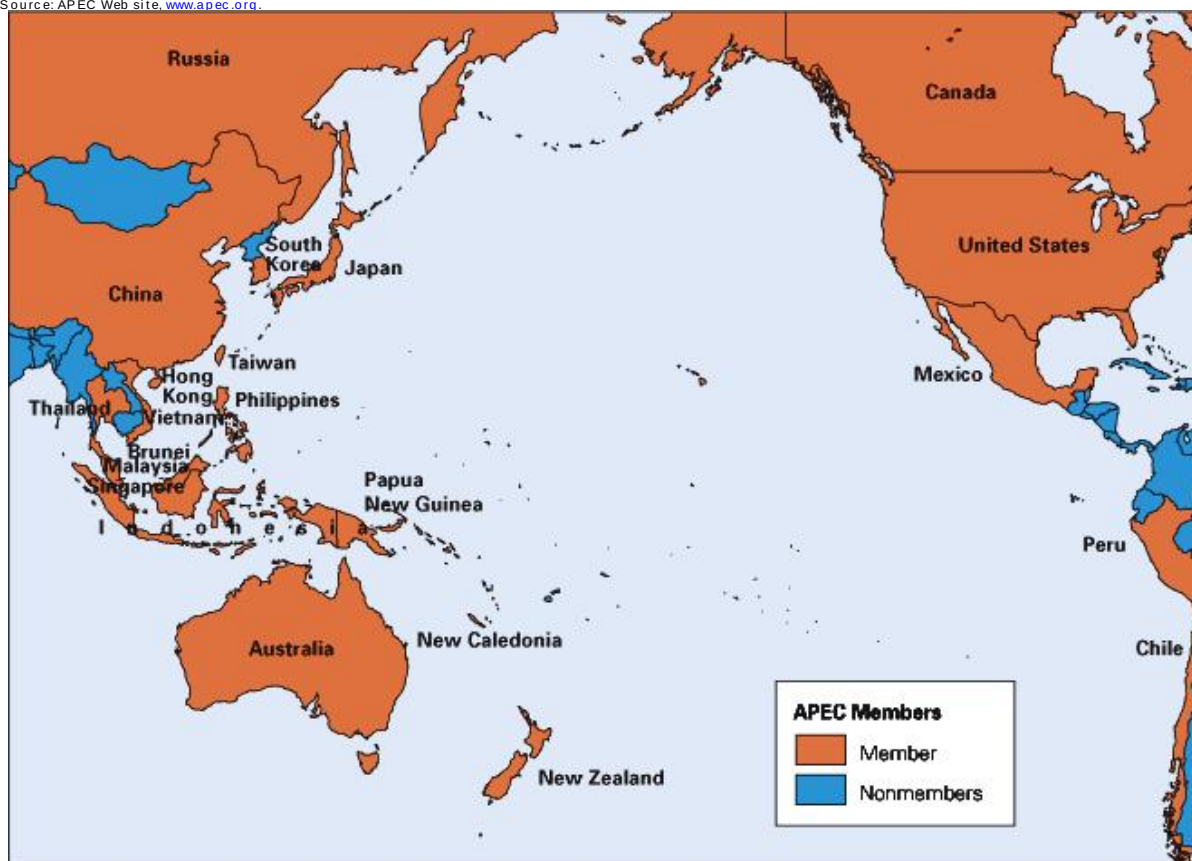 Source: APEC Web site, www.apec.org.
Russia
Canada
South
Korea
Japan
United States
China
Taiwan
Hong
Kong
Mexico
Thailand
Vietnam
Philippines
Brunei
Malaysia
Singapore
Papua
New Guinea
Indonesia
Peru
Australia
New Caledonia
Chile
APEC Members
Member
Nonmembers
New Zealand